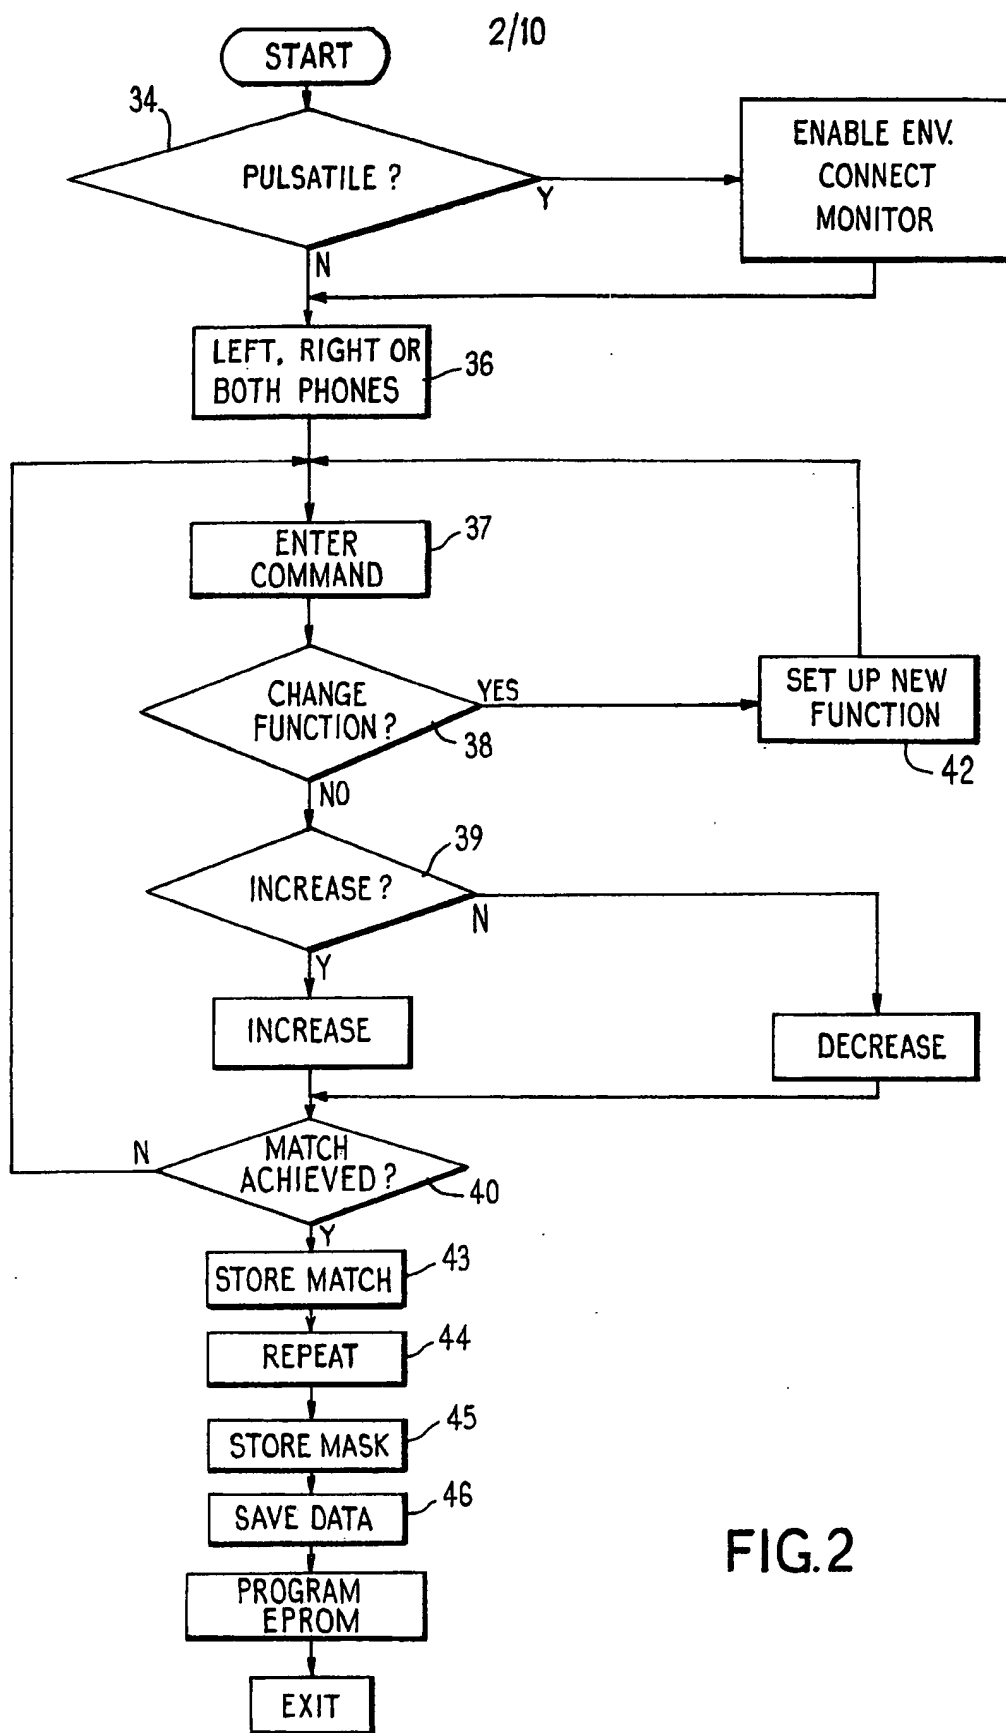 2/10
START
34
PULSATILE ?
Y
N
ENABLE ENV.
CONNECT
MONITOR
LEFT, RIGHT OR
BOTH PHONES
36
ENTER
COMMAND
37
CHANGE
FUNCTION ?
38
YES
NO
SET UP NEW
FUNCTION
42
39
INCREASE ?
N
Y
INCREASE
DECREASE
N
MATCH
ACHIEVED ?
40
Y
STORE MATCH
43
REPEAT
44
STORE MASK
45
SAVE DATA
46
PROGRAM
EPROM
EXIT
FIG.2